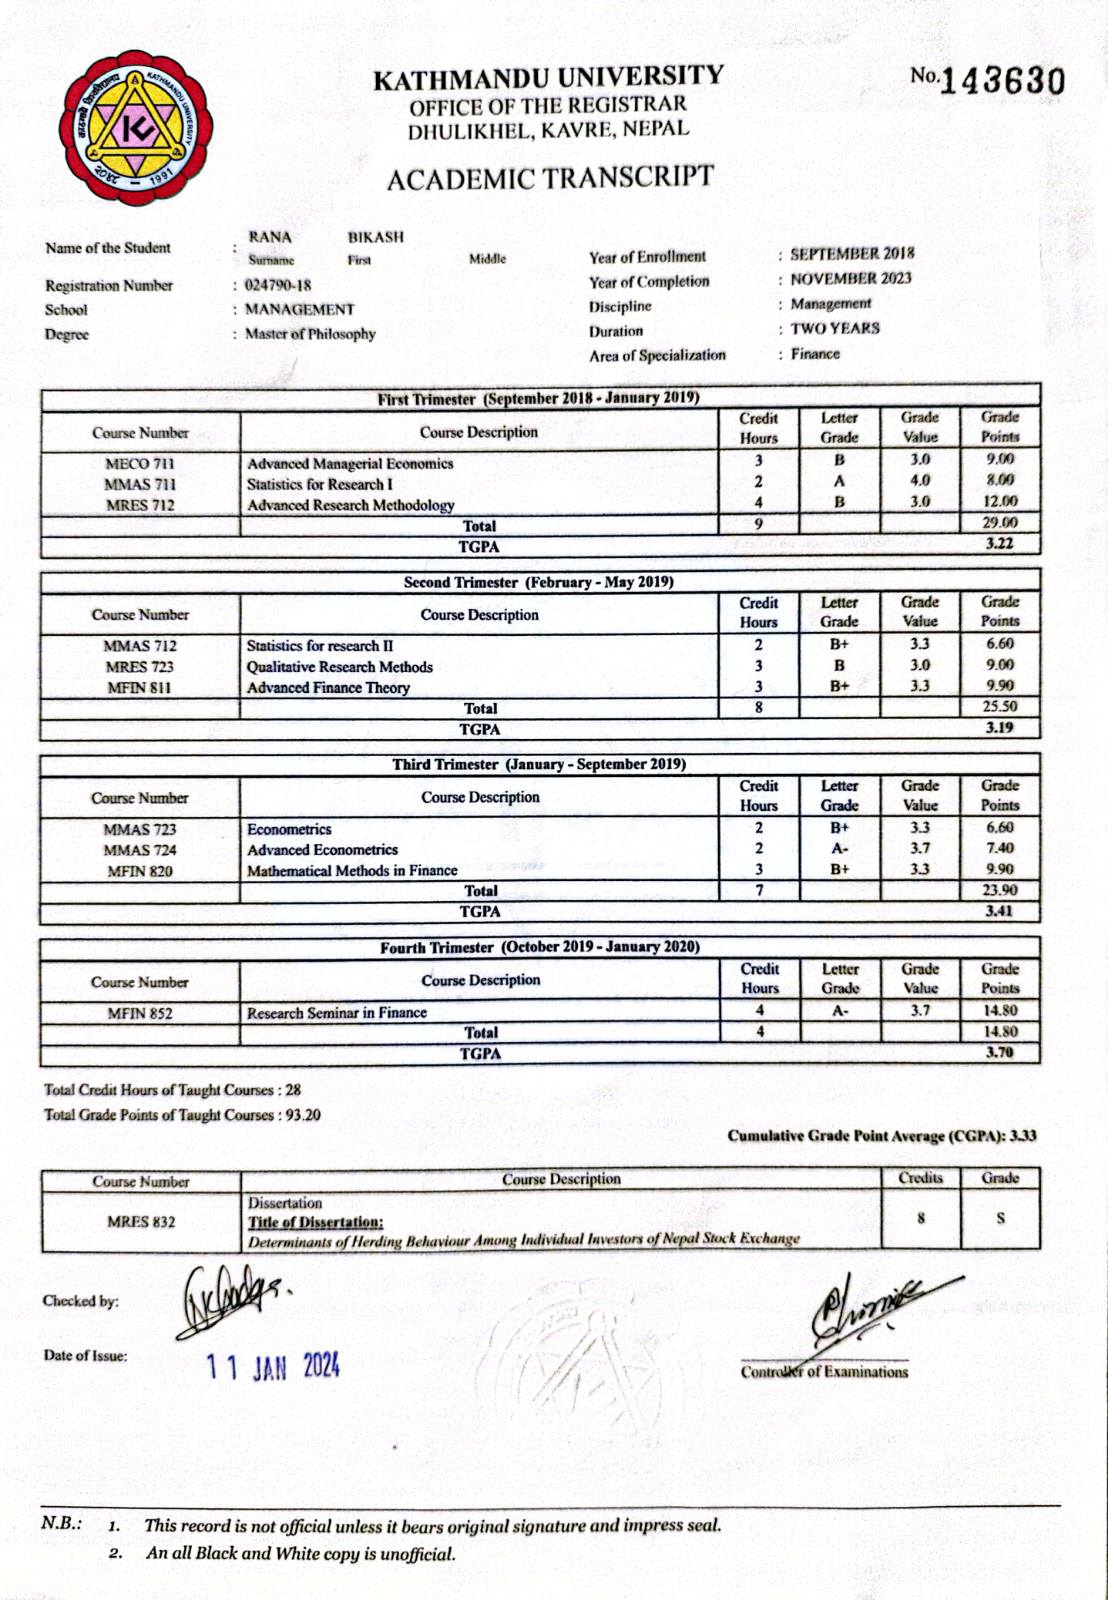 KATHMANDU UNIVERSITY
OFFICE OF THE REGISTRAR
DHULIKHEL, KAVRE, NEPAL
ACADEMIC TRANSCRIPT
No. 143630
काठमाडौं विश्वविद्यालय
KATHMANDU UNIVERSITY
KU
२०४८ – 1991
Name of the Student : RANA BIKASH
Surname First Middle
Registration Number : 024790-18
School : MANAGEMENT
Degree : Master of Philosophy
Year of Enrollment : SEPTEMBER 2018
Year of Completion : NOVEMBER 2023
Discipline : Management
Duration : TWO YEARS
Area of Specialization : Finance
First Trimester (September 2018 - January 2019)
Course Number Course Description Credit Hours Letter Grade Grade Value Grade Points
MECO 711 Advanced Managerial Economics 3 B 3.0 9.00
MMAS 711 Statistics for Research I 2 A 4.0 8.00
MRES 712 Advanced Research Methodology 4 B 3.0 12.00
Total 9 29.00
TGPA 3.22
Second Trimester (February - May 2019)
Course Number Course Description Credit Hours Letter Grade Grade Value Grade Points
MMAS 712 Statistics for research II 2 B+ 3.3 6.60
MRES 723 Qualitative Research Methods 3 B 3.0 9.00
MFIN 811 Advanced Finance Theory 3 B+ 3.3 9.90
Total 8 25.50
TGPA 3.19
Third Trimester (January - September 2019)
Course Number Course Description Credit Hours Letter Grade Grade Value Grade Points
MMAS 723 Econometrics 2 B+ 3.3 6.60
MMAS 724 Advanced Econometrics 2 A- 3.7 7.40
MFIN 820 Mathematical Methods in Finance 3 B+ 3.3 9.90
Total 7 23.90
TGPA 3.41
Fourth Trimester (October 2019 - January 2020)
Course Number Course Description Credit Hours Letter Grade Grade Value Grade Points
MFIN 852 Research Seminar in Finance 4 A- 3.7 14.80
Total 4 14.80
TGPA 3.70
Total Credit Hours of Taught Courses : 28
Total Grade Points of Taught Courses : 93.20
Cumulative Grade Point Average (CGPA): 3.33
Course Number Course Description Credits Grade
MRES 832 Dissertation 8 S
Title of Dissertation:
Determinants of Herding Behaviour Among Individual Investors of Nepal Stock Exchange
Checked by:
Date of Issue: 11 JAN 2024
Controller of Examinations
N.B.: 1. This record is not official unless it bears original signature and impress seal.
2. An all Black and White copy is unofficial.